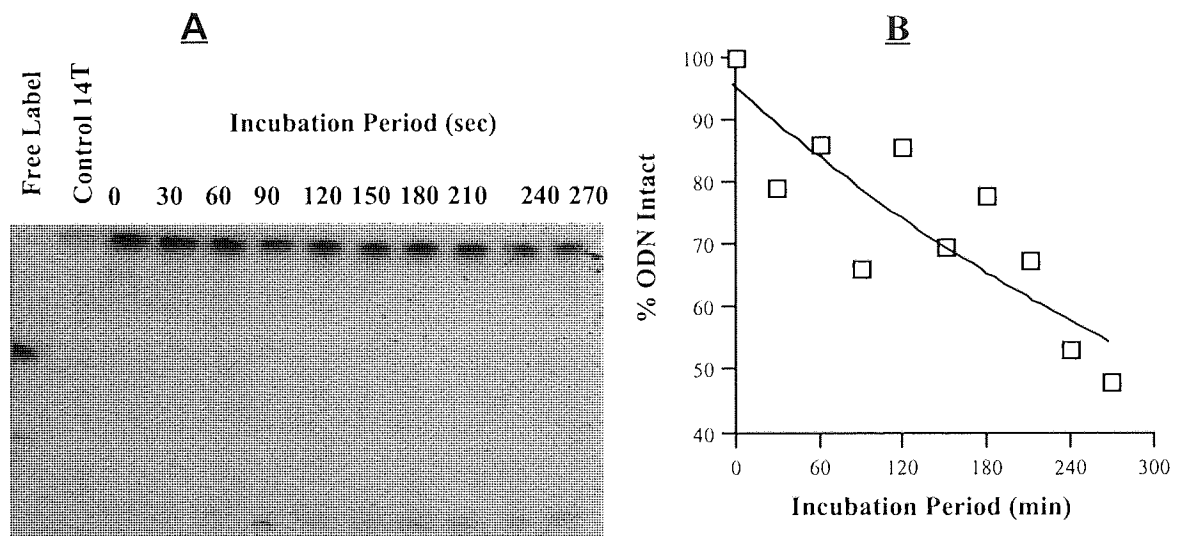 A
Free Label
Control 14T
Incubation Period (sec)
0 30 60 90 120 150 180 210 240 270
B
% ODN Intact
100
90
80
70
60
50
40
0 60 120 180 240 300
Incubation Period (min)